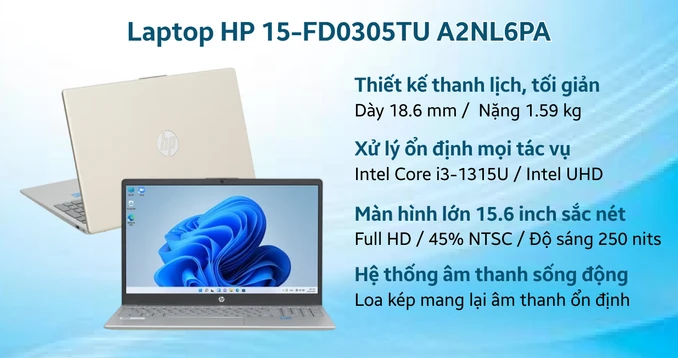 Laptop HP 15-FD0305TU A2NL6PA
Thiết kế thanh lịch, tối giản
Dày 18.6 mm / Nặng 1.59 kg
Xử lý ổn định mọi tác vụ
Intel Core i3-1315U / Intel UHD
Màn hình lớn 15.6 inch sắc nét
Full HD / 45% NTSC / Độ sáng 250 nits
Hệ thống âm thanh sống động
Loa kép mang lại âm thanh ổn định
hp
hp